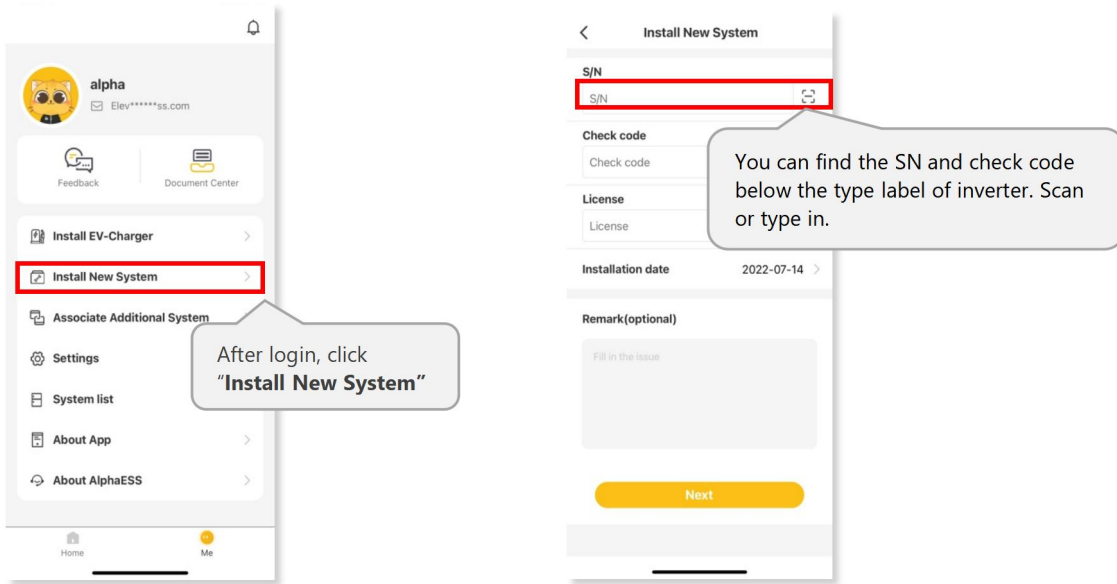 alpha
Elev******ss.com
Feedback
Document Center
Install EV-Charger
Install New System
Associate Additional System
Settings
System list
About App
About AlphaESS
Home
Me
After login, click
“Install New System”
Install New System
S/N
S/N
Check code
Check code
License
License
Installation date 2022-07-14
Remark(optional)
Fill in the issue
Next
You can find the SN and check code
below the type label of inverter. Scan
or type in.